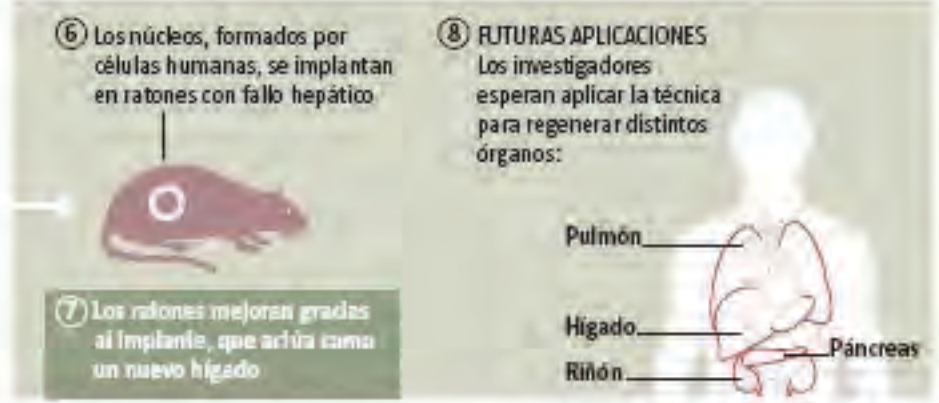 ⑥ Los núcleos, formados por
células humanas, se implantan
en ratones con fallo hepático
⑦ Los ratones mejoran gracias
al implante, que actúa como
un nuevo hígado
⑧ FUTURAS APLICACIONES
Los investigadores
esperan aplicar la técnica
para regenerar distintos
órganos:
Pulmón
Hígado
Páncreas
Riñón